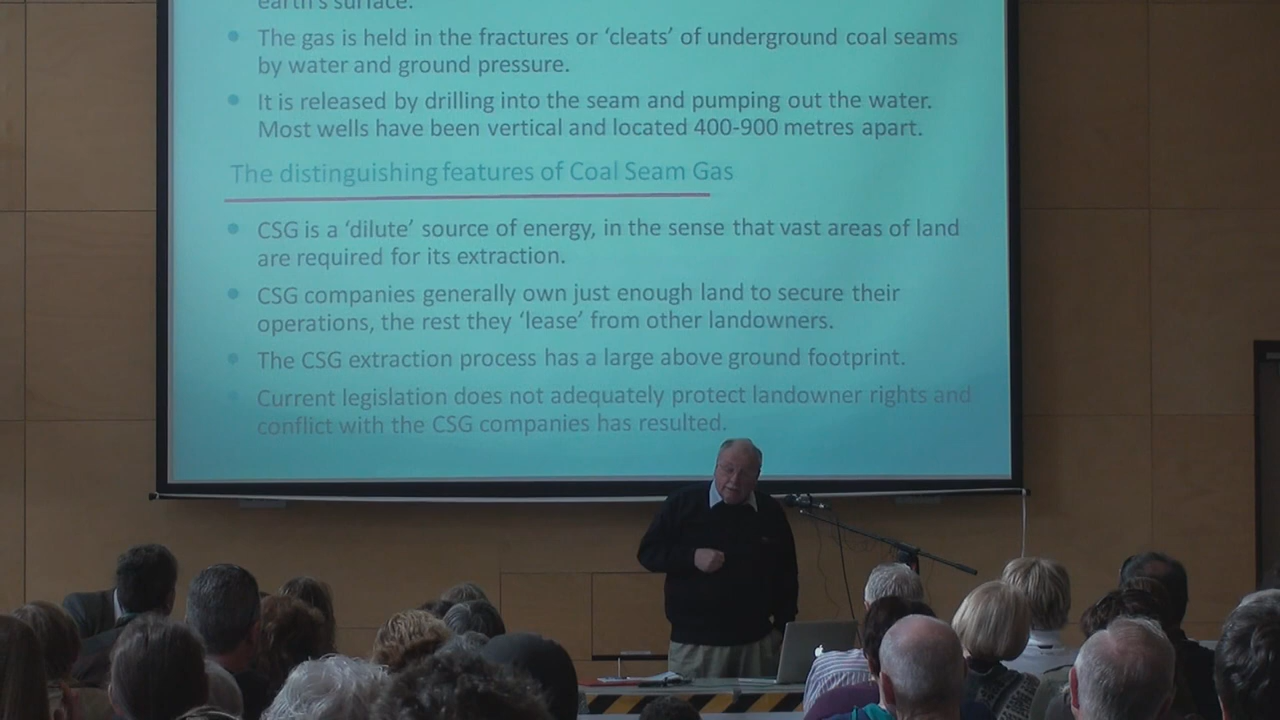 earth's surface.
The gas is held in the fractures or ‘cleats’ of underground coal seams
by water and ground pressure.
It is released by drilling into the seam and pumping out the water.
Most wells have been vertical and located 400-900 metres apart.
The distinguishing features of Coal Seam Gas
CSG is a ‘dilute’ source of energy, in the sense that vast areas of land
are required for its extraction.
CSG companies generally own just enough land to secure their
operations, the rest they ‘lease’ from other landowners.
The CSG extraction process has a large above ground footprint.
Current legislation does not adequately protect landowner rights and
conflict with the CSG companies has resulted.